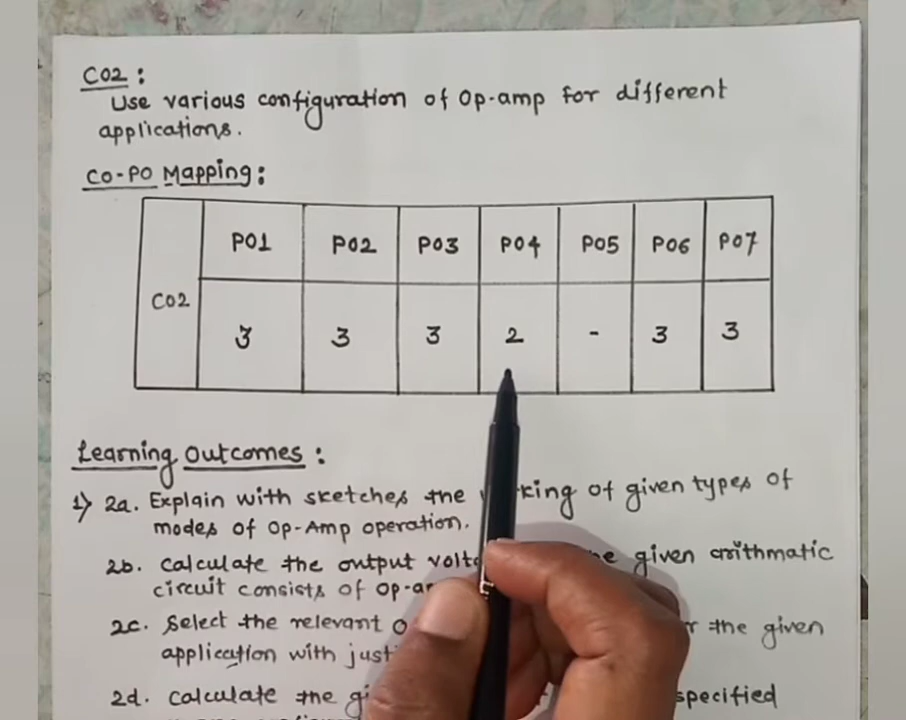 CO2 :
Use various configuration of Op-amp for different
applications.
CO-PO Mapping :
PO1 PO2 PO3 PO4 PO5 PO6 PO7
CO2
3 3 3 2 - 3 3
Learning Outcomes :
1) 2a. Explain with sketches the king of given types of
modes of Op-Amp operation.
2b. Calculate the output volta e given arithmatic
circuit consists of Op-a
2c. Select the relevant o r the given
application with just
2d. Calculate the gi specified